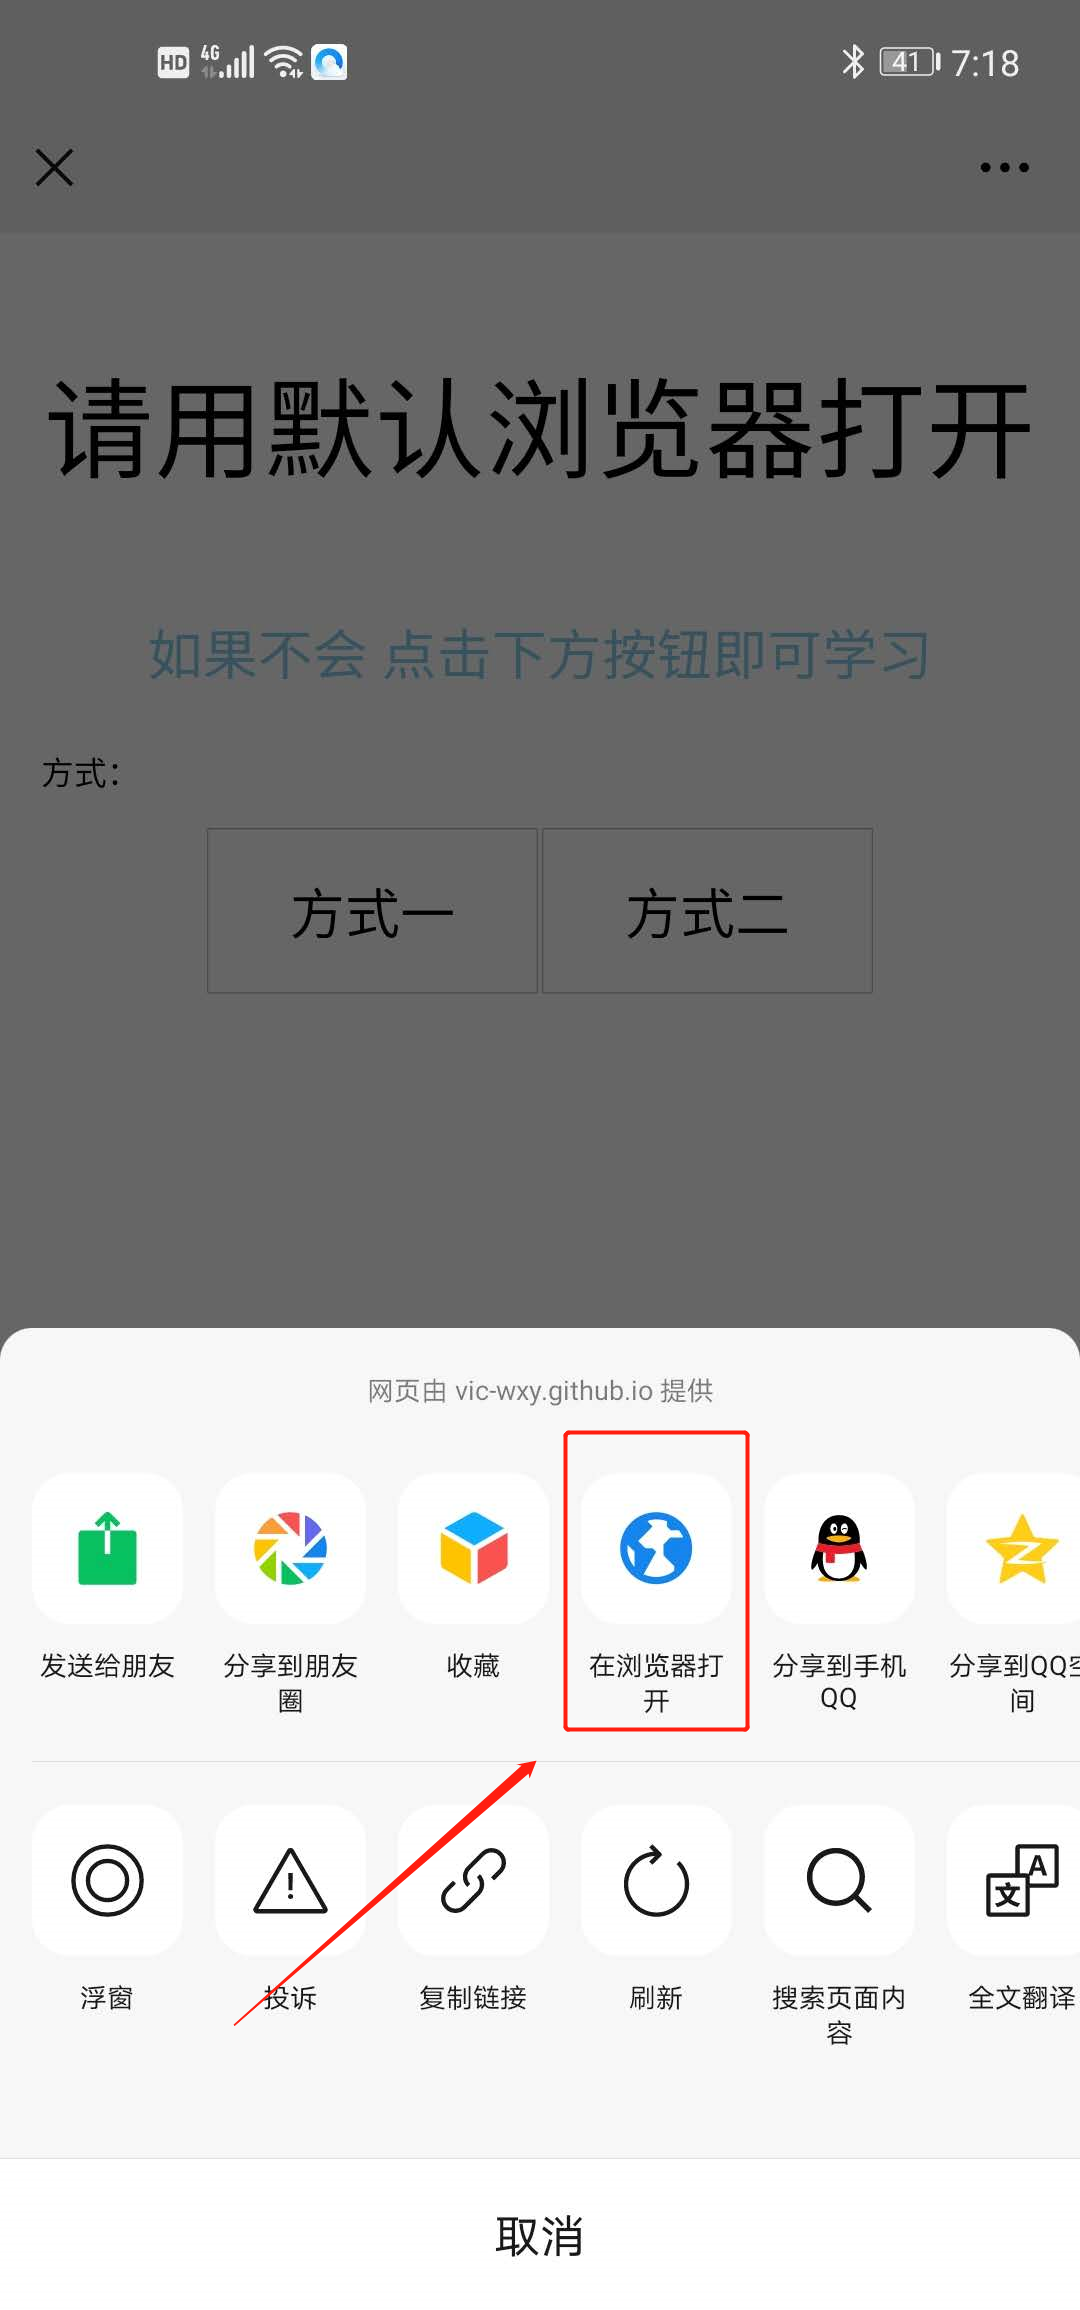 HD 4G 41 7:18
请用默认浏览器打开
如果不会 点击下方按钮即可学习
方式：
方式一 方式二
网页由 vic-wxy.github.io 提供
发送给朋友 分享到朋友 收藏 在浏览器打 分享到手机 分享到QQ空
圈 开 QQ 间
A
文
浮窗 投诉 复制链接 刷新 搜索页面内 全文翻译
容
取消